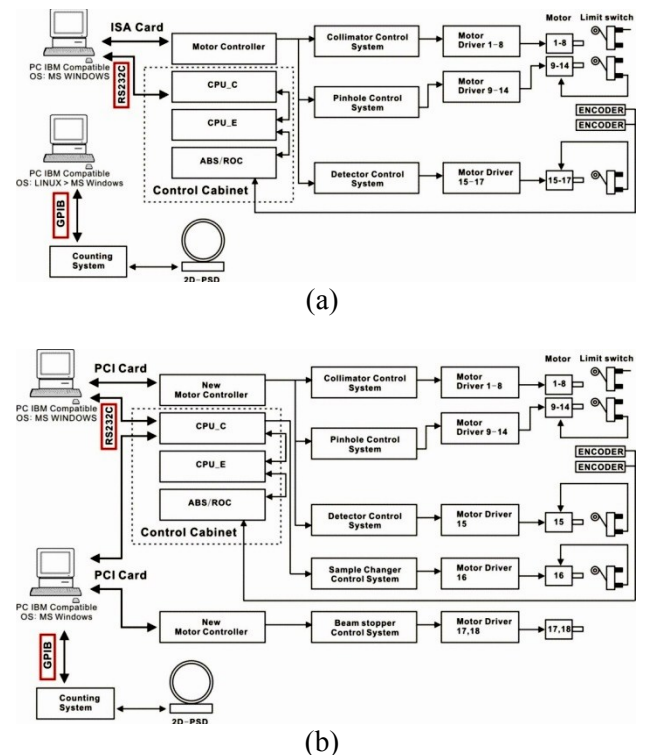 ISA Card
PC IBM Compatible
OS: MS WINDOWS
RS232C
Motor Controller
CPU_C
CPU_E
ABS/ROC
Control Cabinet
Collimator Control
System
Motor
Driver 1-8
Motor
1-8
Limit switch
Pinhole Control
System
Motor
Driver 9-14
9-14
ENCODER
ENCODER
Detector Control
System
Motor Driver
15-17
15-17
PC IBM Compatible
OS: LINUX > MS Windows
GPIB
Counting
System
2D-PSD
(a)
PCI Card
PC IBM Compatible
OS: MS WINDOWS
RS232C
New
Motor Controller
CPU_C
CPU_E
ABS/ROC
Control Cabinet
Collimator Control
System
Motor
Driver 1-8
Motor
1-8
Limit switch
Pinhole Control
System
Motor
Driver 9-14
9-14
ENCODER
ENCODER
Detector Control
System
Motor Driver
15
15
Sample Changer
Control System
Motor Driver
16
16
PCI Card
PC IBM Compatible
OS: MS Windows
New
Motor Controller
Beam stopper
Control System
Motor Driver
17,18
17,18
GPIB
Counting
System
2D-PSD
(b)